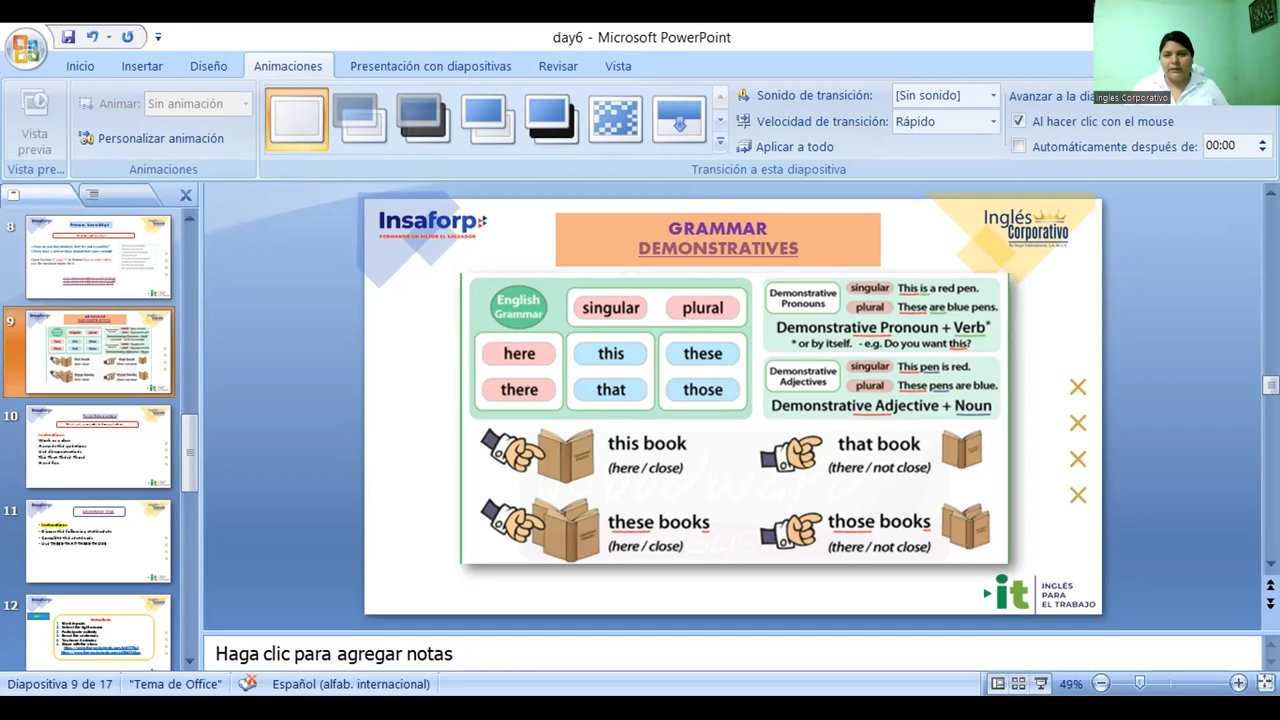 day6 - Microsoft PowerPoint
Inicio
Insertar
Diseño
Animaciones
Presentación con diapositivas
Revisar
Vista
Ingles Corporativo
Vista previa
Animar:
Sin animación
Personalizar animación
Sonido de transición:
[Sin sonido]
Velocidad de transición:
Rápido
Aplicar a todo
Avanzar a la dia
Al hacer clic con el mouse
Automáticamente después de:
00:00
Vista pre...
Animaciones
Transición a esta diapositiva
8
9
10
11
12
Insaforp
FORMANDO UN MEJOR EL SALVADOR
GRAMMAR
DEMONSTRATIVES
Inglés
Corporativo
English
Grammar
singular
plural
here
this
these
there
that
those
Demonstrative
Pronouns
singular
This is a red pen.
plural
These are blue pens.
Demonstrative Pronoun + Verb*
* or by itself. - e.g. Do you want this?
Demonstrative
Adjectives
singular
This pen is red.
plural
These pens are blue.
Demonstrative Adjective + Noun
this book
(here / close)
that book
(there / not close)
these books
(here / close)
those books
(there / not close)
it
INGLÉS
PARA
EL TRABAJO
Haga clic para agregar notas
Diapositiva 9 de 17
"Tema de Office"
Español (alfab. internacional)
49%